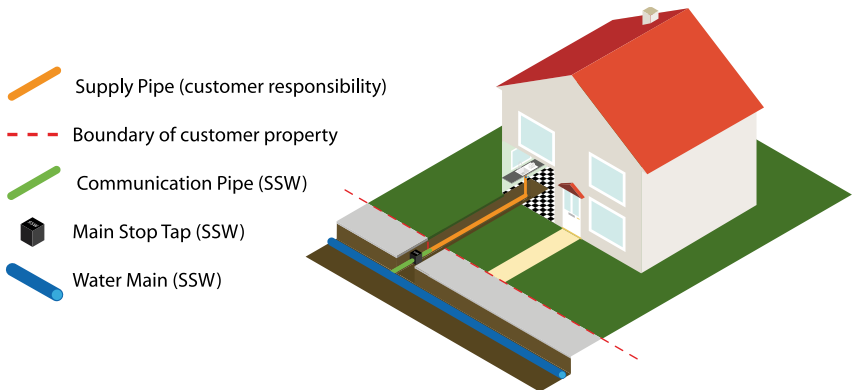 Supply Pipe (customer responsibility)
Boundary of customer property
Communication Pipe (SSW)
Main Stop Tap (SSW)
Water Main (SSW)